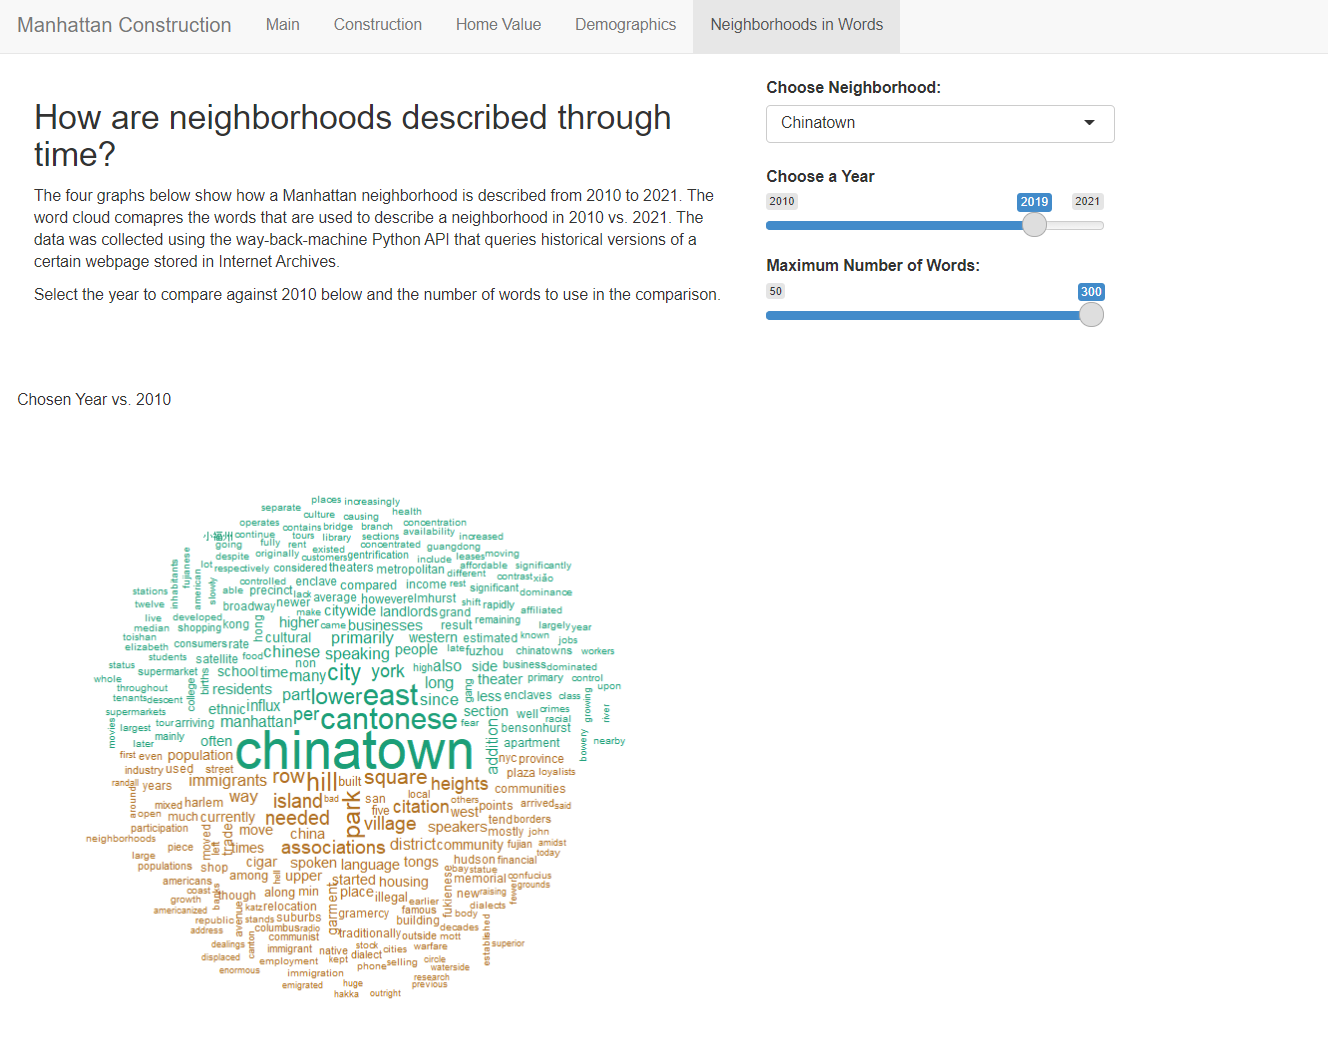 Manhattan Construction Main Construction Home Value Demographics Neighborhoods in Words
How are neighborhoods described through
time?
The four graphs below show how a Manhattan neighborhood is described from 2010 to 2021. The
word cloud comapres the words that are used to describe a neighborhood in 2010 vs. 2021. The
data was collected using the way-back-machine Python API that queries historical versions of a
certain webpage stored in Internet Archives.
Select the year to compare against 2010 below and the number of words to use in the comparison.
Choose Neighborhood:
Chinatown
Choose a Year
2010 2019 2021
Maximum Number of Words:
50 300
Chosen Year vs. 2010
places increasingly
separate culture causing health
operates contains bridge branch concentration
小福州 continue tours library sections availability increased
going fully rent existed concentrated guangdong
despite originally customers gentrification include leases moving
lot respectively considered theaters metropolitan affordable significantly
inhabitants fujianese american slowly controlled enclave compared income different contrast xiǎo
stations able precinct lack average however elmhurst rest significant dominance
twelve broadway newer make citywide landlords grand shift rapidly affiliated
live developed kong hong higher came businesses result remaining
median shopping cultural primarily western estimated known largely year
toishan consumers rate chinese speaking people later fuzhou chinatowns jobs
elizabeth students satellite food non workers
status supermarket school time many city york high also side business dominated
whole college births long gang theater primary control
throughout residents part lower east since less enclaves class upon
tenants descent ethnic influx per cantonese fear section well crimes growing river
supermarkets tour arriving manhattan racial
movies largest mainly often chinatown addition bensonhurst
later apartment bowery nearby
first even population nyc province
industry used street immigrants row hill built square heights plaza loyalists
randall years way island bad park san local others communities
around mixed harlem five citation west points arrived said
open much currently needed village tend borders
participation moved left trade move china speakers mostly john
neighborhoods piece times associations district community fujian amidst
large cigar spoken language tongs hudson financial today
populations shop among hell upper started housing bay statue
americans memorial confucius
coast banks though along min place illegal fukienese new raising fewer grounds
growth katz relocation earlier dialects
americanized avenue suburbs garment gramercy famous body
republic stands building decades
address columbus radio traditionally outside mott
dealings canton communist stock cities warfare established superior
displaced immigrant native dialect circle
enormous employment kept phone selling waterside
immigration research
emigrated huge previous
hakka outright